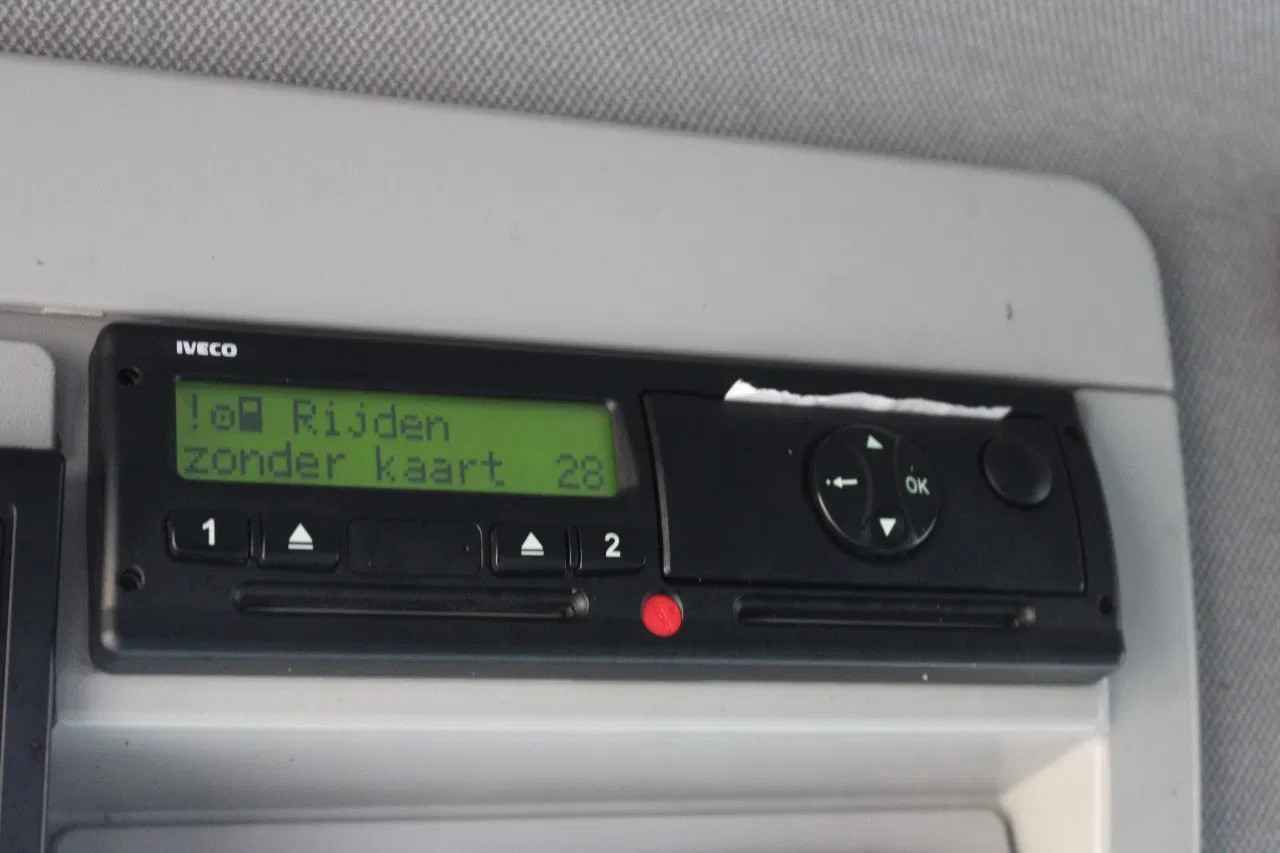 IVECO
! Rijden
zonder kaart 28
1 2
OK